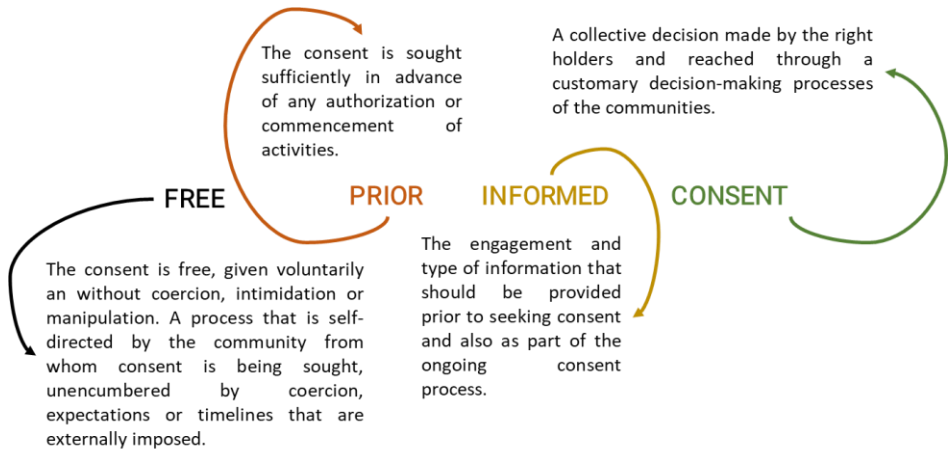 The consent is sought
sufficiently in advance
of any authorization or
commencement of
activities.
A collective decision made by the right
holders and reached through a
customary decision-making processes
of the communities.
FREE
PRIOR
INFORMED
CONSENT
The consent is free, given voluntarily
an without coercion, intimidation or
manipulation. A process that is self-
directed by the community from
whom consent is being sought,
unencumbered by coercion,
expectations or timelines that are
externally imposed.
The engagement and
type of information that
should be provided
prior to seeking consent
and also as part of the
ongoing consent
process.